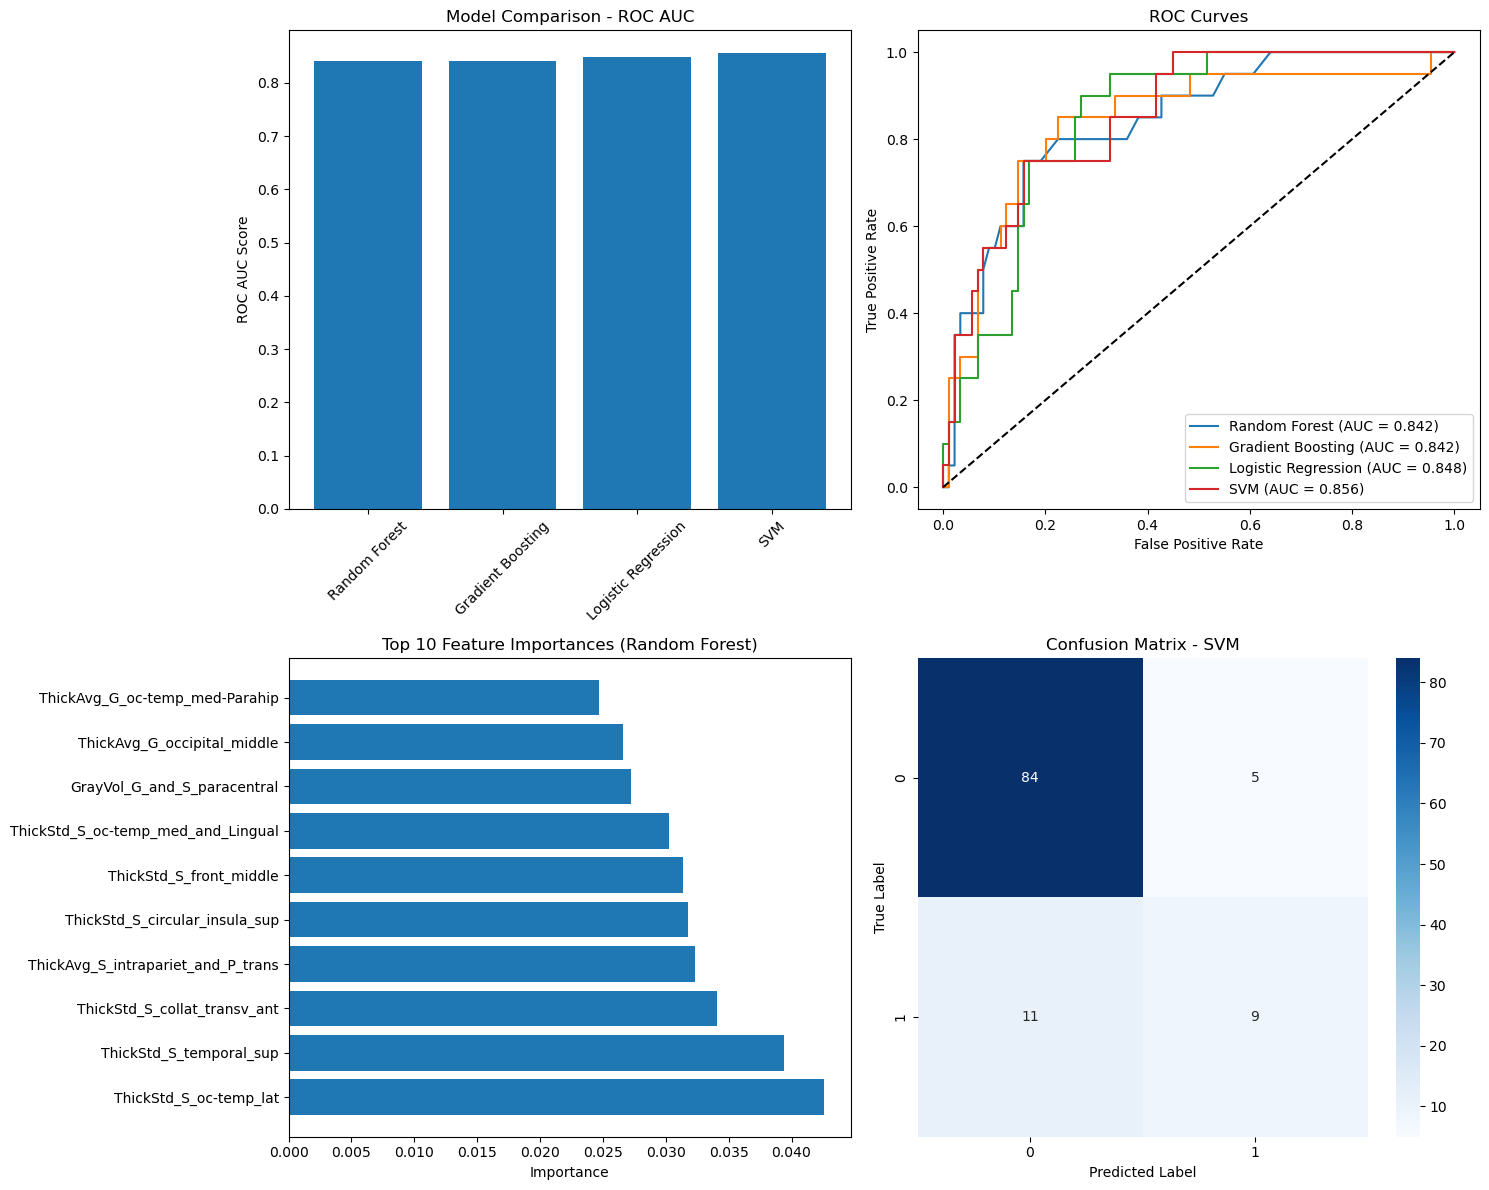 Model Comparison - ROC AUC
ROC AUC Score
0.8
0.7
0.6
0.5
0.4
0.3
0.2
0.1
0.0
Random Forest
Gradient Boosting
Logistic Regression
SVM
ROC Curves
True Positive Rate
1.0
0.8
0.6
0.4
0.2
0.0
Random Forest (AUC = 0.842)
Gradient Boosting (AUC = 0.842)
Logistic Regression (AUC = 0.848)
SVM (AUC = 0.856)
0.0 0.2 0.4 0.6 0.8 1.0
False Positive Rate
Top 10 Feature Importances (Random Forest)
ThickAvg_G_oc-temp_med-Parahip
ThickAvg_G_occipital_middle
GrayVol_G_and_S_paracentral
ThickStd_S_oc-temp_med_and_Lingual
ThickStd_S_front_middle
ThickStd_S_circular_insula_sup
ThickAvg_S_intrapariet_and_P_trans
ThickStd_S_collat_transv_ant
ThickStd_S_temporal_sup
ThickStd_S_oc-temp_lat
0.000 0.005 0.010 0.015 0.020 0.025 0.030 0.035 0.040
Importance
Confusion Matrix - SVM
True Label
0
1
84 5
11 9
0 1
Predicted Label
80
70
60
50
40
30
20
10